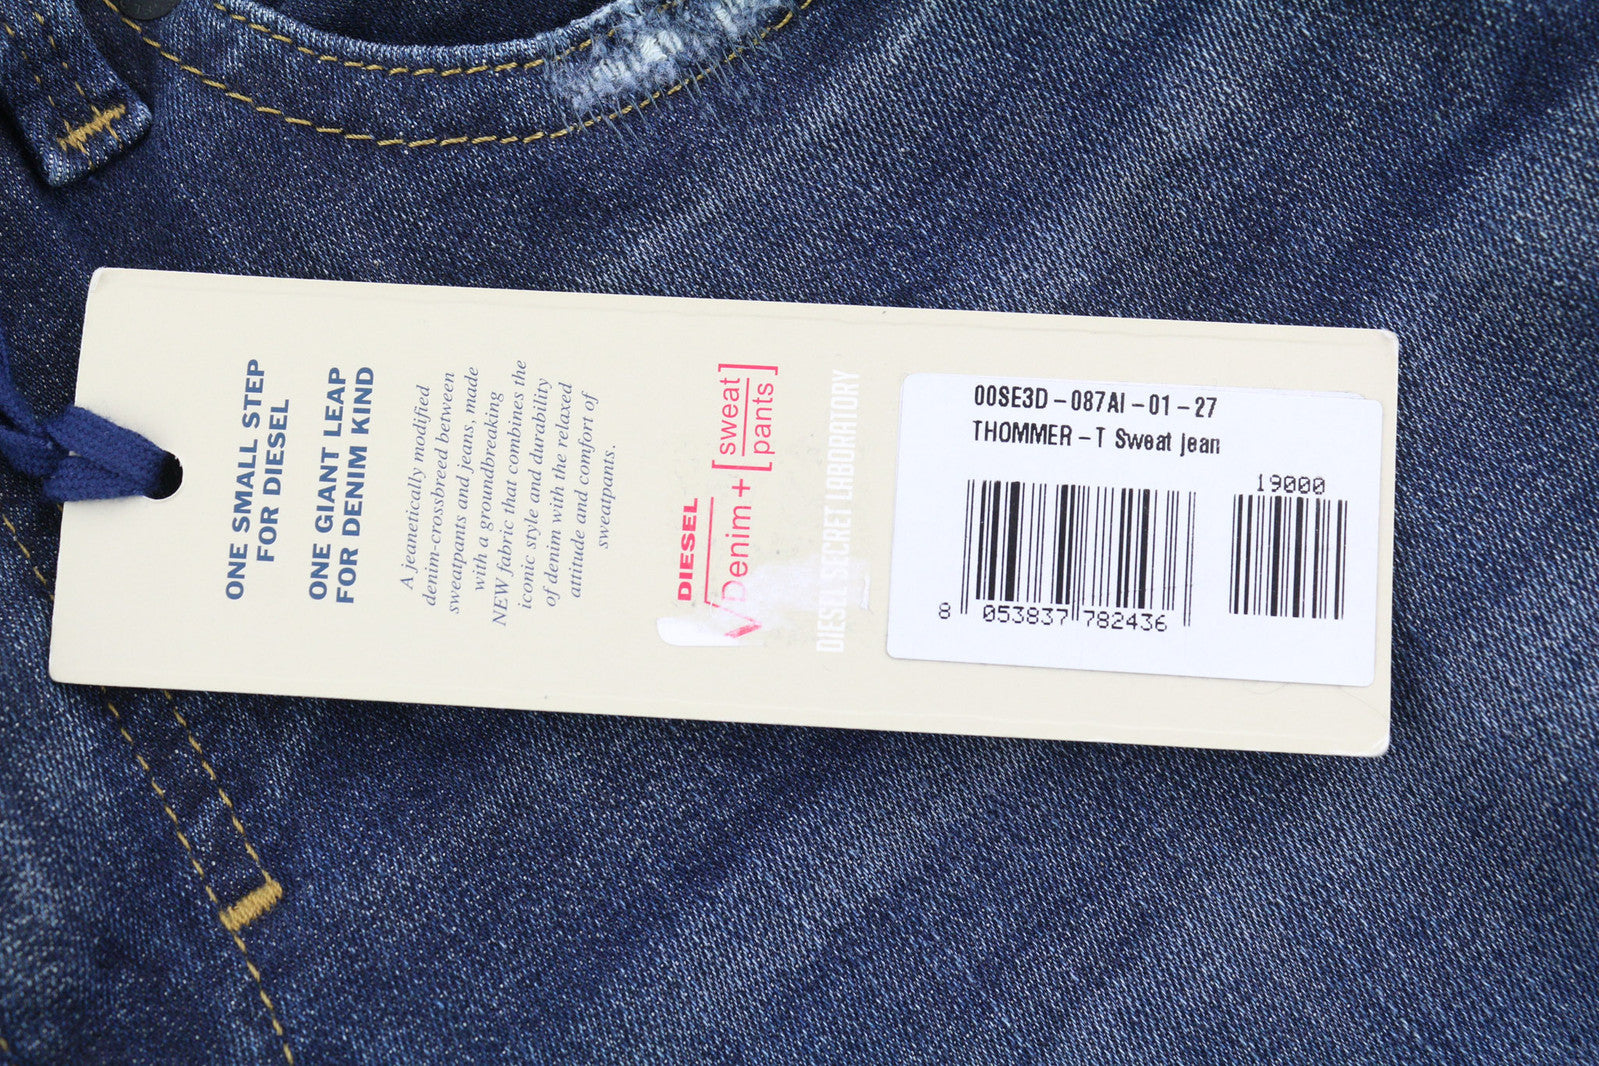 ONE SMALL STEP
FOR DIESEL
ONE GIANT LEAP
FOR DENIM KIND
A jeanetically modified
denim-crossbreed between
sweatpants and jeans, made
with a groundbreaking
NEW fabric that combines the
iconic style and durability
of denim with the relaxed
attitude and comfort of
sweatpants.
DIESEL
√Denim + [sweat]
[pants]
DIESEL SECRET LABORATORY
00SE3D - 087AI - 01 - 27
THOMMER - T Sweat jean
19000
8 053837 782436